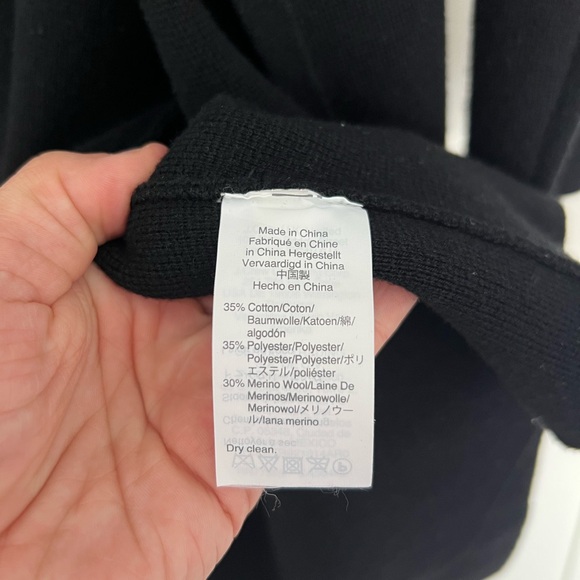 Made in China
Fabriqué en Chine
in China Hergestellt
Vervaardigd in China
中国製
Hecho en China
35% Cotton/Coton/
Baumwolle/Katoen/綿/
algodón
35% Polyester/Polyester/
Polyester/Polyester/ポリ
エステル/poliéster
30% Merino Wool/Laine De
Merinos/Merinowolle/
Merinowol/メリノウー
ル/lana merino
Dry clean